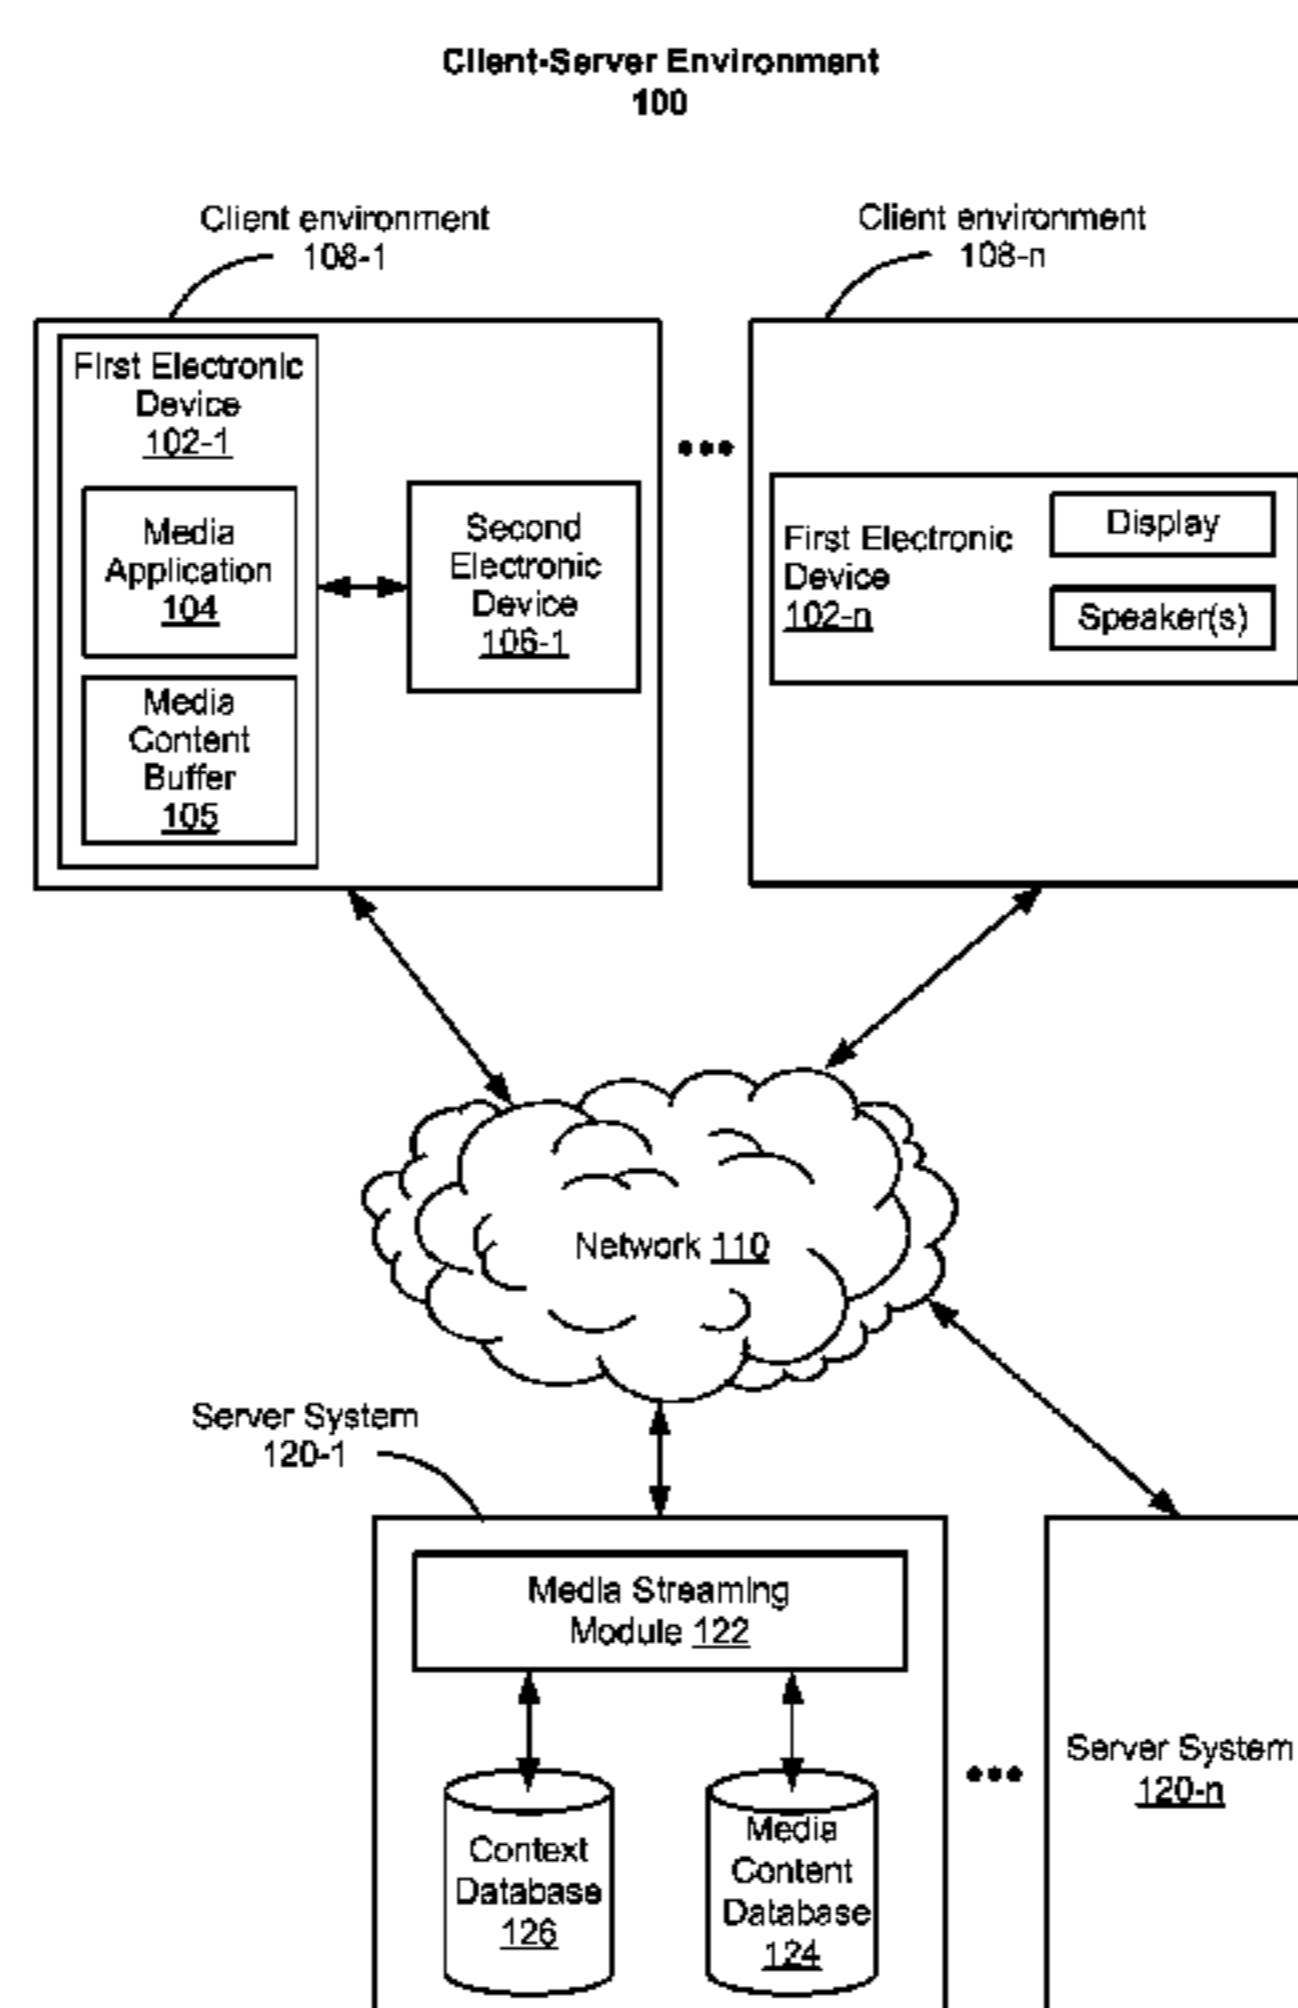 Client-Server Environment
100
Client environment
108-1
Client environment
108-n
First Electronic
Device
102-1
Media
Application
104
Media
Content
Buffer
105
Second
Electronic
Device
106-1
First Electronic
Device
102-n
Display
Speaker(s)
Network 110
Server System
120-1
Media Streaming
Module 122
Context
Database
126
Media
Content
Database
124
Server System
120-n